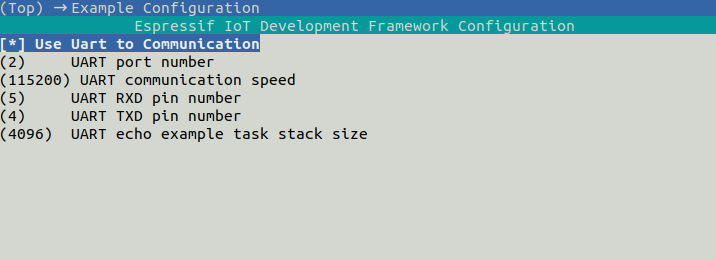 (Top) → Example Configuration
Espressif IoT Development Framework Configuration
[*] Use Uart to Communication
(2) UART port number
(115200) UART communication speed
(5) UART RXD pin number
(4) UART TXD pin number
(4096) UART echo example task stack size